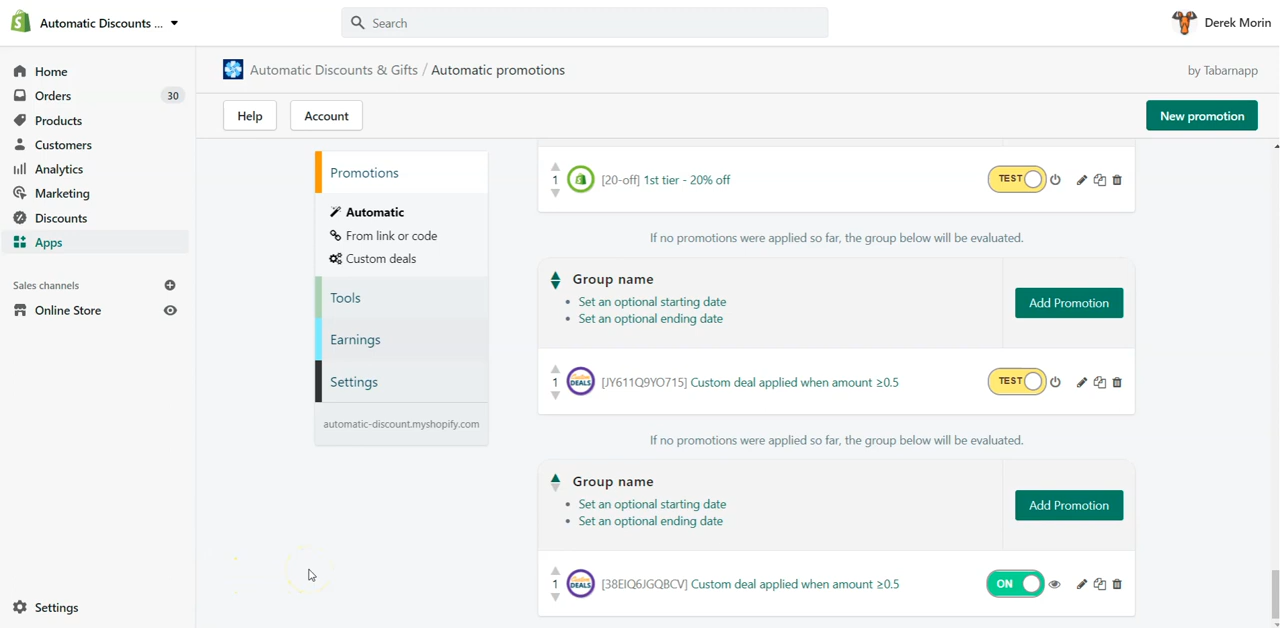 Automatic Discounts ...
Search
Derek Morin
Home
Orders
30
Products
Customers
Analytics
Marketing
Discounts
Apps
Sales channels
Online Store
Settings
Automatic Discounts & Gifts / Automatic promotions
by Tabarnapp
Help
Account
New promotion
Promotions
Automatic
From link or code
Custom deals
Tools
Earnings
Settings
automatic-discount.myshopify.com
1 [20-off] 1st tier - 20% off TEST
If no promotions were applied so far, the group below will be evaluated.
Group name
Set an optional starting date
Set an optional ending date
Add Promotion
1 DEALS [JY611Q9YO715] Custom deal applied when amount ≥0.5 TEST
If no promotions were applied so far, the group below will be evaluated.
Group name
Set an optional starting date
Set an optional ending date
Add Promotion
1 DEALS [38EIQ6JGQBCV] Custom deal applied when amount ≥0.5 ON